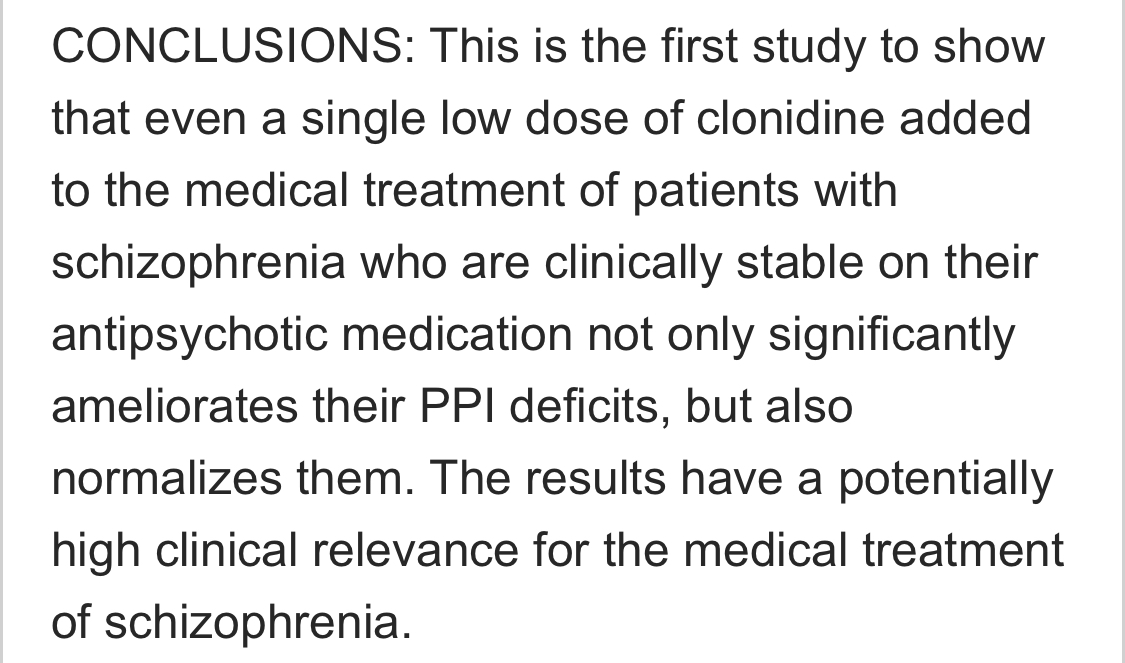 CONCLUSIONS: This is the first study to show
that even a single low dose of clonidine added
to the medical treatment of patients with
schizophrenia who are clinically stable on their
antipsychotic medication not only significantly
ameliorates their PPI deficits, but also
normalizes them. The results have a potentially
high clinical relevance for the medical treatment
of schizophrenia.